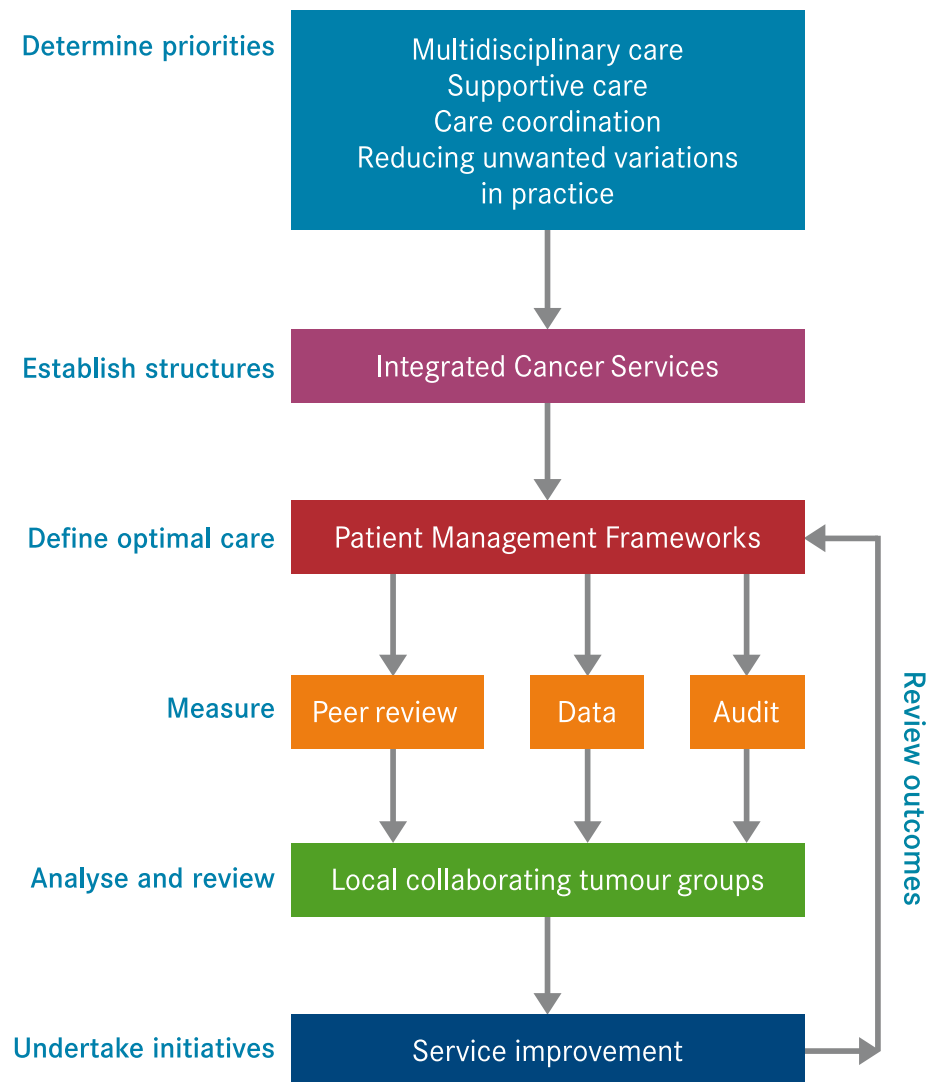 Determine priorities
Multidisciplinary care
Supportive care
Care coordination
Reducing unwanted variations
in practice
Establish structures
Integrated Cancer Services
Define optimal care
Patient Management Frameworks
Measure
Peer review
Data
Audit
Review outcomes
Analyse and review
Local collaborating tumour groups
Undertake initiatives
Service improvement